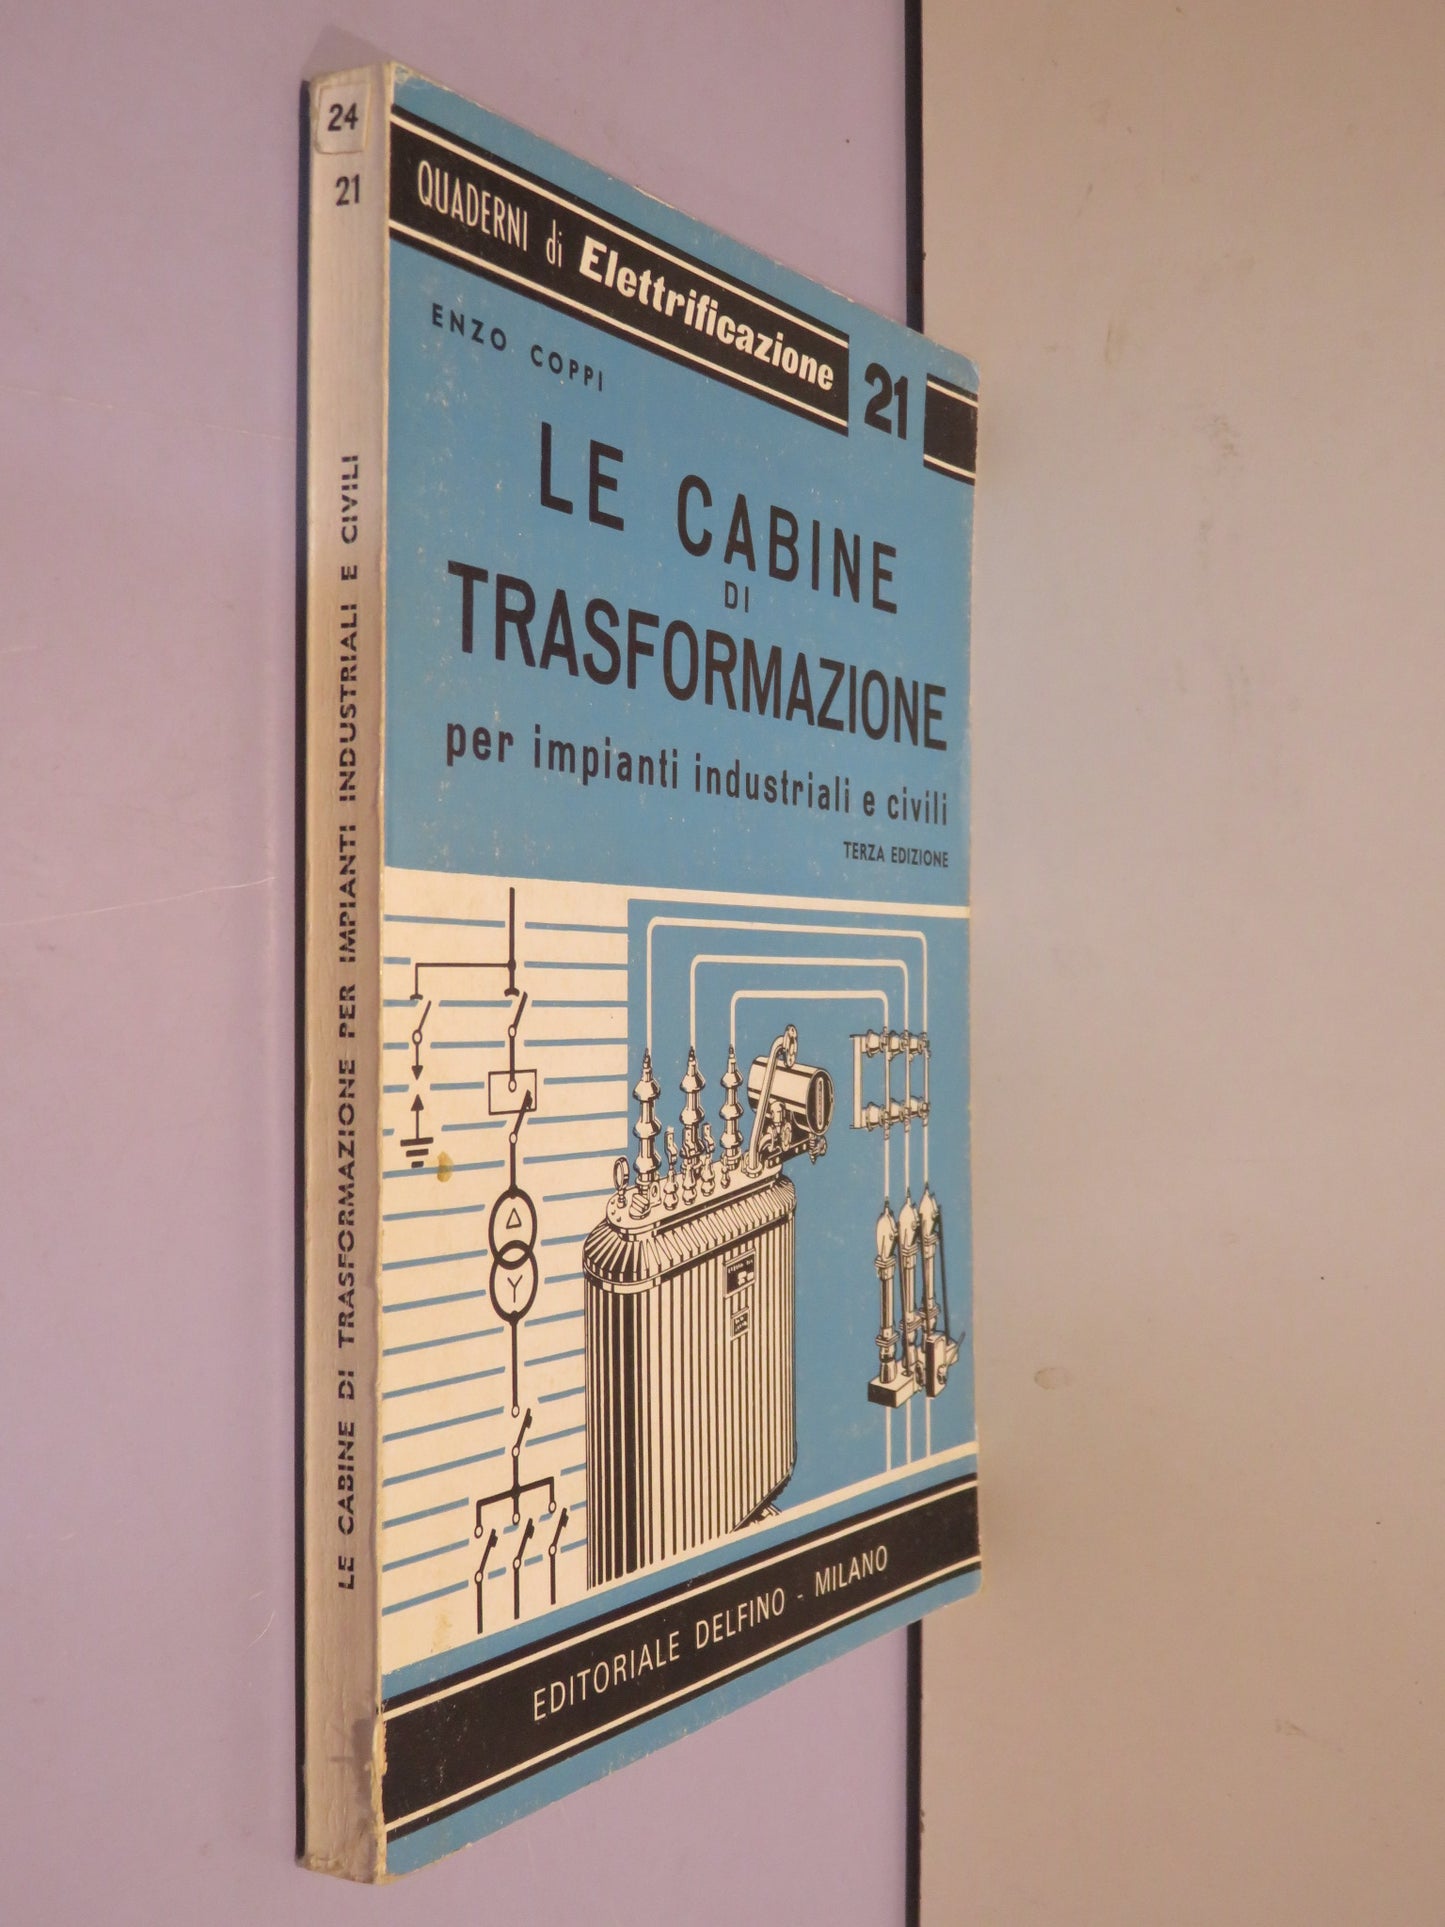 24
21
LE CABINE DI TRASFORMAZIONE PER IMPIANTI INDUSTRIALI E CIVILI
QUADERNI di Elettrificazione 21
ENZO COPPI
LE CABINE
DI
TRASFORMAZIONE
per impianti industriali e civili
TERZA EDIZIONE
Δ
Y
EDITORIALE DELFINO - MILANO